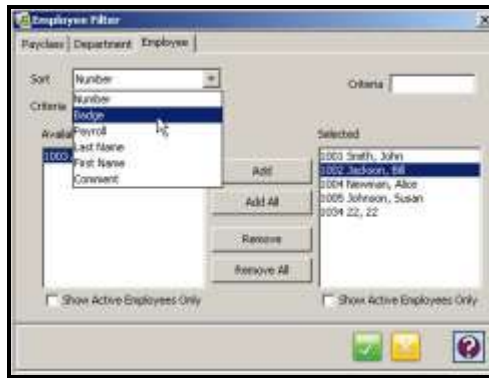 Employee Filter
Payclass Department Employee
Sort Number Criteria
Number
Criteria Badge
Payroll
Last Name
First Name
Comment
Selected
1003
1001 Smith, John
1002 Jackson, Bill
1004 Newman, Alice
1005 Johnson, Susan
1034 22, 22
Add
Add All
Remove
Remove All
Show Active Employees Only Show Active Employees Only